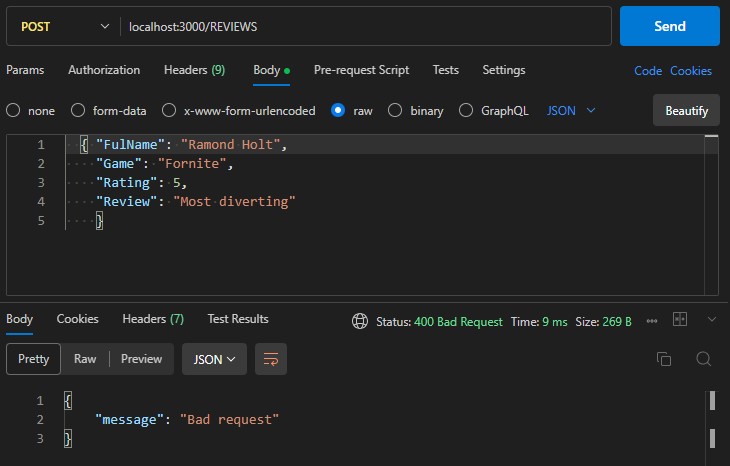 POST localhost:3000/REVIEWS Send
Params Authorization Headers (9) Body Pre-request Script Tests Settings Code Cookies
none form-data x-www-form-urlencoded raw binary GraphQL JSON Beautify
1 { "FulName": "Ramond Holt",
2 "Game": "Fornite",
3 "Rating": 5,
4 "Review": "Most diverting"
5 }
Body Cookies Headers (7) Test Results Status: 400 Bad Request Time: 9 ms Size: 269 B
Pretty Raw Preview JSON
1 {
2 "message": "Bad request"
3 }